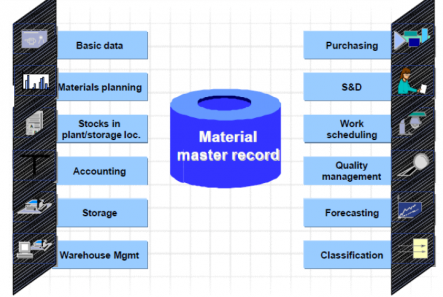 Basic data
Materials planning
Stocks in
plant/storage loc.
Accounting
Storage
Warehouse Mgmt
Material
master record
Purchasing
S&D
Work
scheduling
Quality
management
Forecasting
Classification